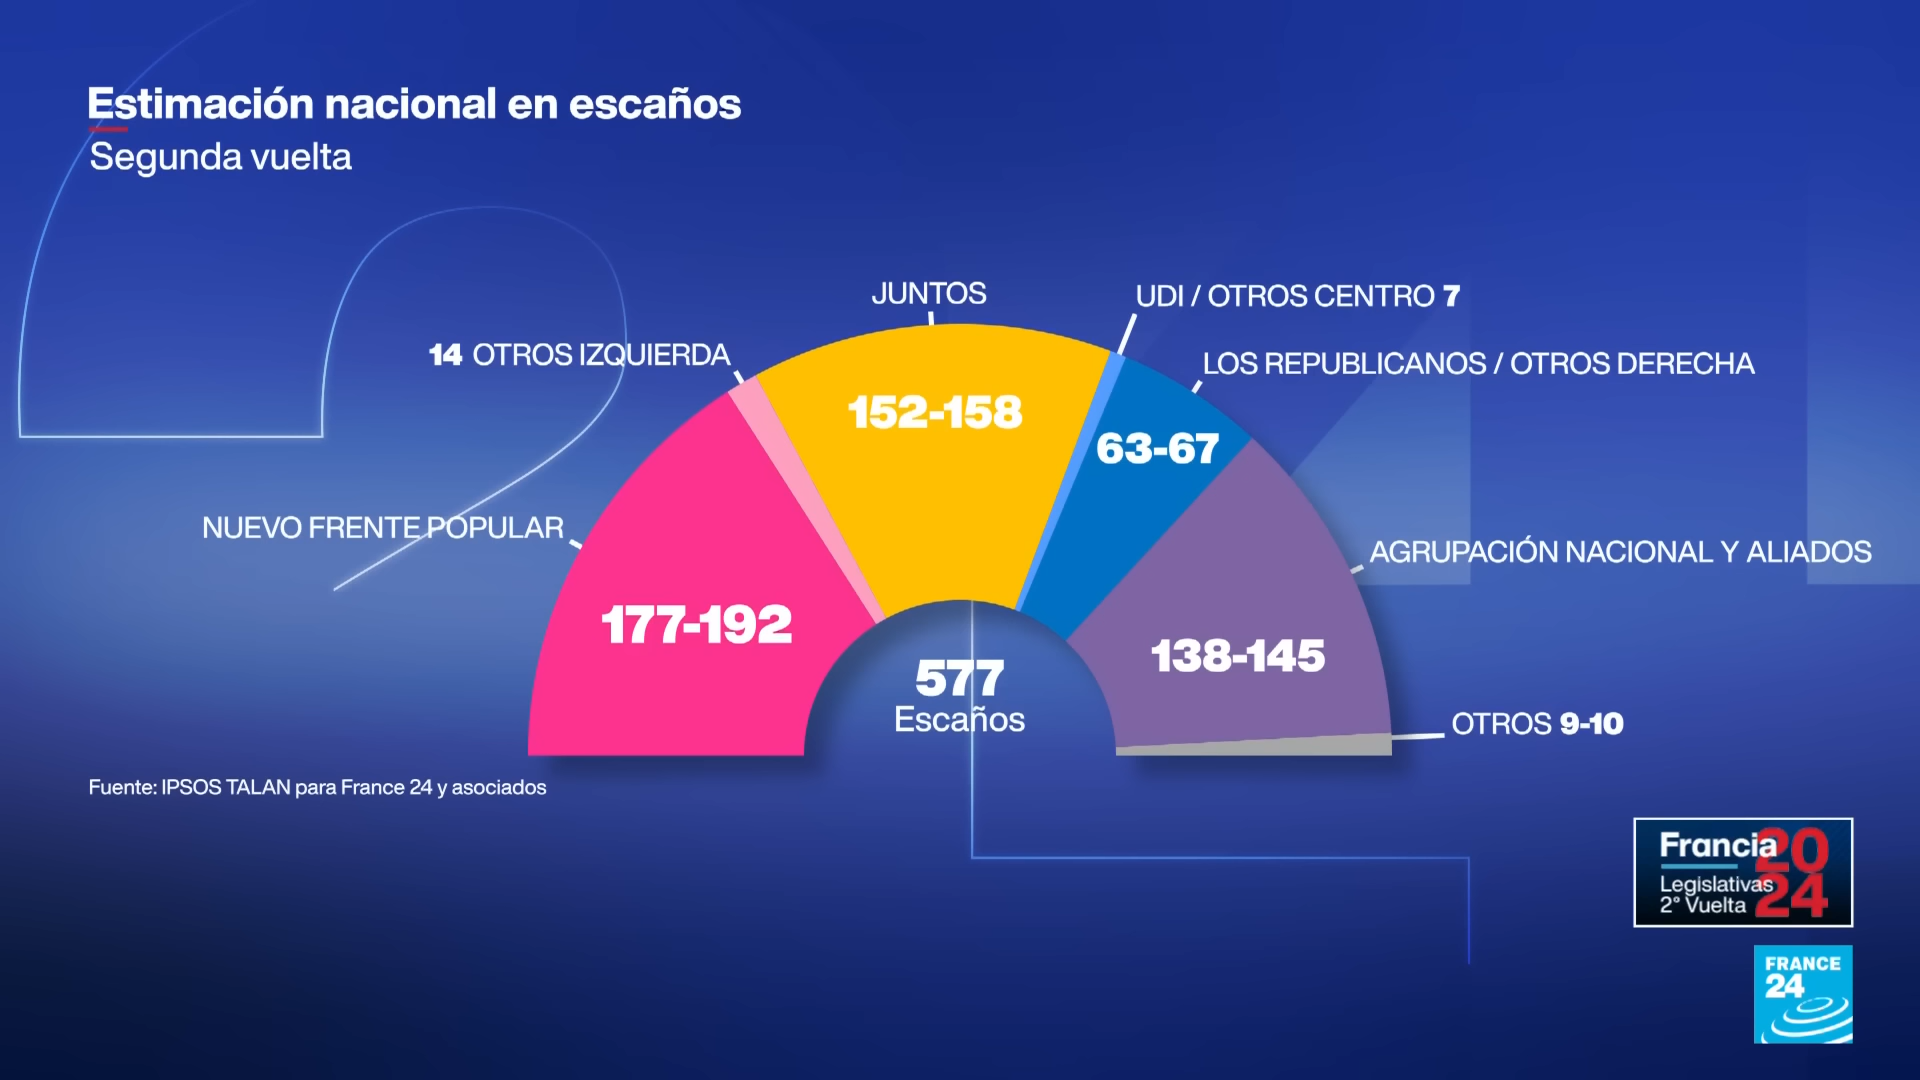 Estimación nacional en escaños
Segunda vuelta
JUNTOS
UDI / OTROS CENTRO 7
14 OTROS IZQUIERDA
LOS REPUBLICANOS / OTROS DERECHA
152-158
63-67
NUEVO FRENTE POPULAR
AGRUPACIÓN NACIONAL Y ALIADOS
177-192
138-145
577
Escaños
OTROS 9-10
Fuente: IPSOS TALAN para France 24 y asociados
Francia 2024
Legislativas
2° Vuelta
FRANCE
24